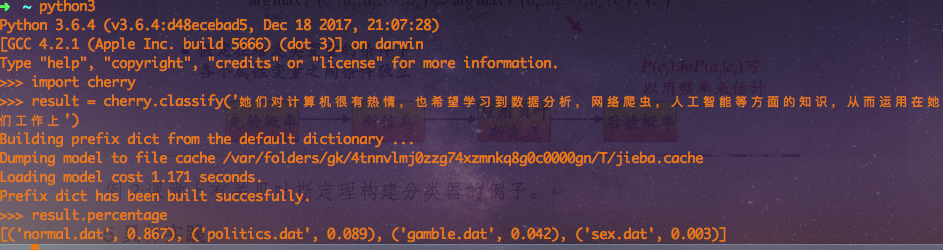 ➜ ~ python3
Python 3.6.4 (v3.6.4:d48ecebad5, Dec 18 2017, 21:07:28)
[GCC 4.2.1 (Apple Inc. build 5666) (dot 3)] on darwin
Type "help", "copyright", "credits" or "license" for more information.
>>> import cherry
>>> result = cherry.classify('她们对计算机很有热情，也希望学习到数据分析，网络爬虫，人工智能等方面的知识，从而运用在她
们工作上')
Building prefix dict from the default dictionary ...
Dumping model to file cache /var/folders/gk/4tnnvlmj0zzg74xzmnkq8g0c0000gn/T/jieba.cache
Loading model cost 1.171 seconds.
Prefix dict has been built succesfully.
>>> result.percentage
[('normal.dat', 0.867), ('politics.dat', 0.089), ('gamble.dat', 0.042), ('sex.dat', 0.003)]